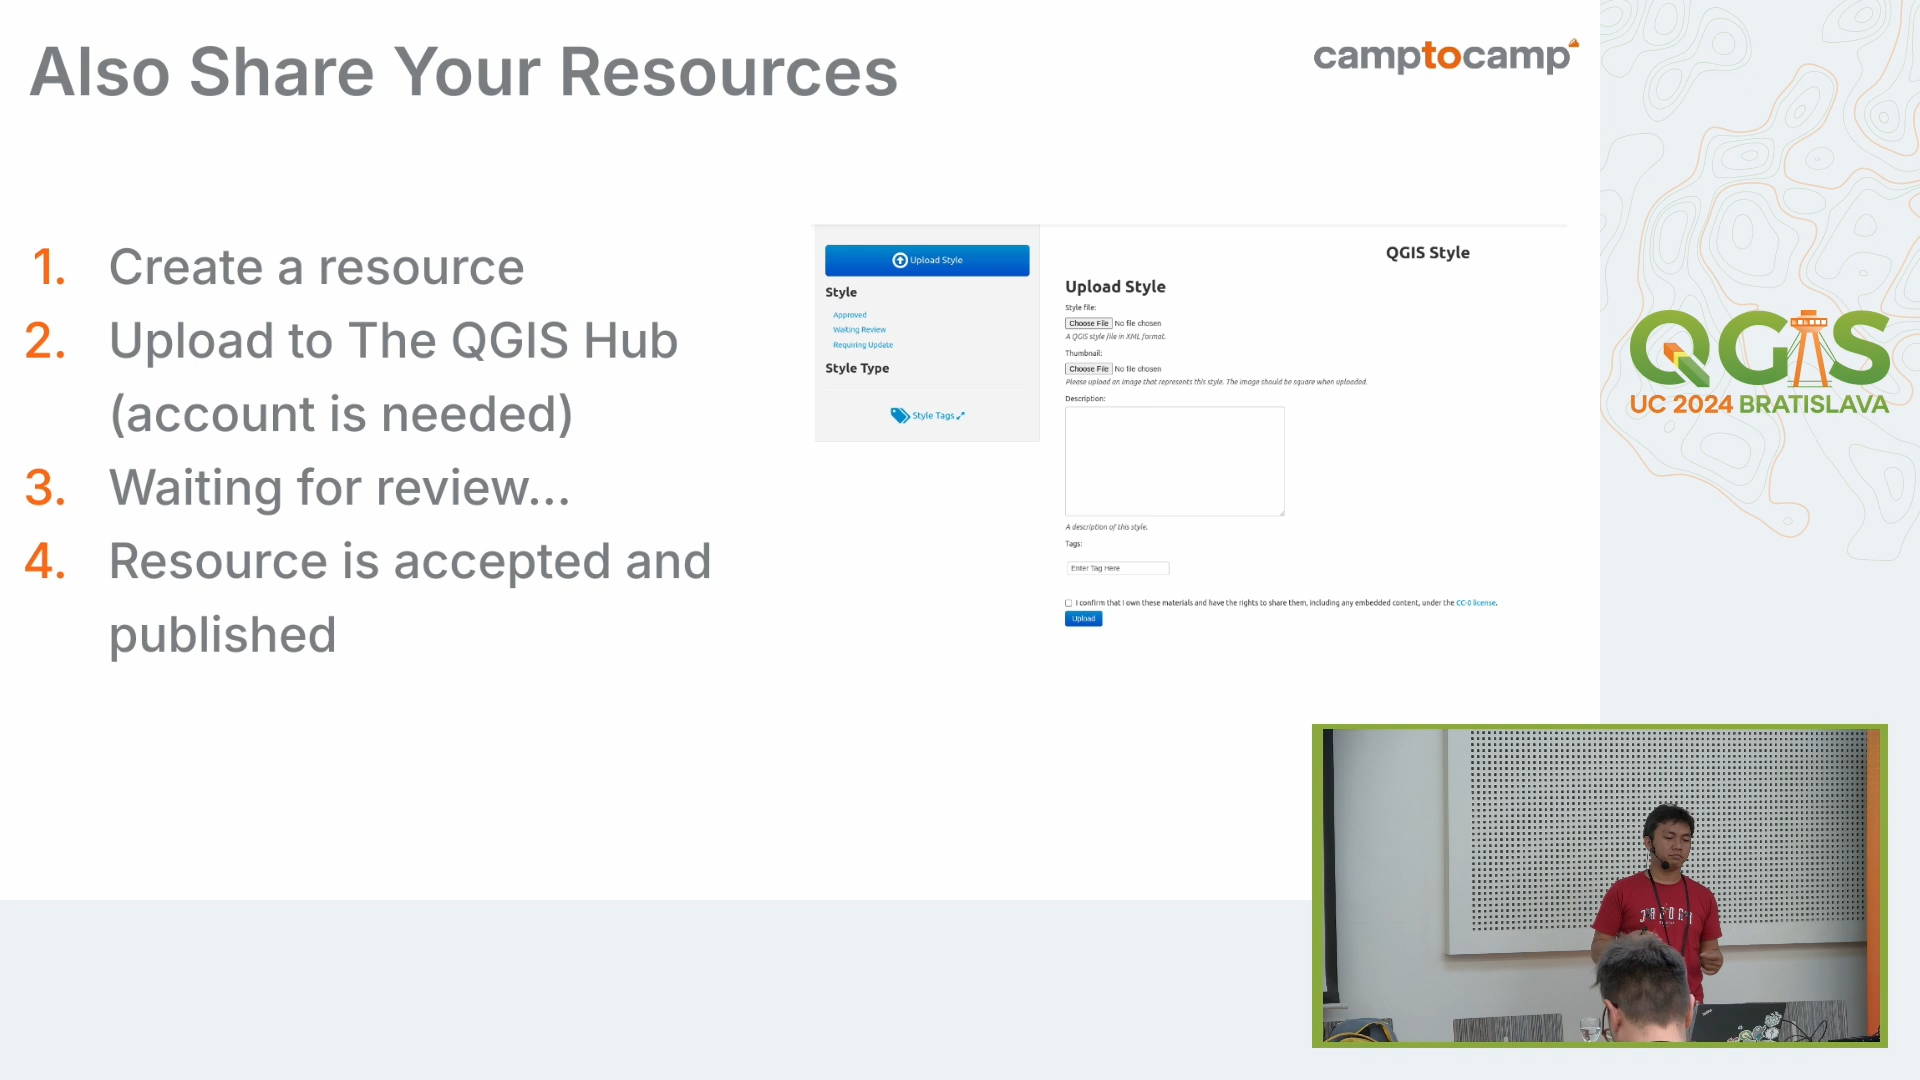 Also Share Your Resources
camptocamp
1. Create a resource
2. Upload to The QGIS Hub
(account is needed)
3. Waiting for review...
4. Resource is accepted and
published
Upload Style
Style
Approved
Waiting Review
Requiring Update
Style Type
Style Tags
QGIS Style
Upload Style
Style file:
Choose File No file chosen
A QGIS style file in XML format.
Thumbnail:
Choose File No file chosen
Please upload an image that represents this style. The image should be square when uploaded.
Description:
A description of this style.
Tags:
Enter Tag Here
I confirm that I own these materials and have the rights to share them, including any embedded content, under the CC-0 license.
Upload
QGIS
UC 2024 BRATISLAVA